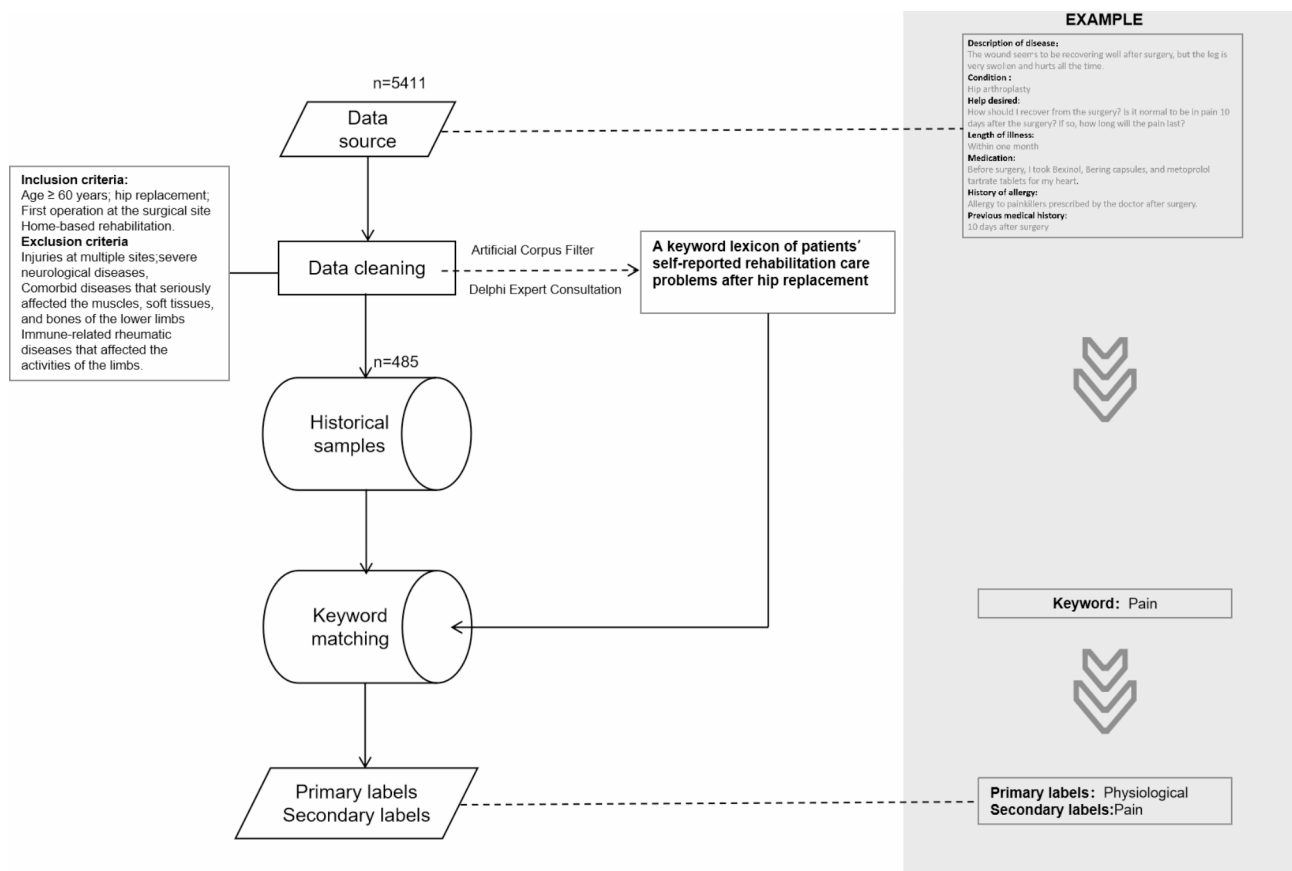 EXAMPLE
Description of disease:
The wound seems to be recovering well after surgery, but the leg is
very swollen and hurts all the time.
Condition :
Hip arthroplasty
Help desired:
How should I recover from the surgery? Is it normal to be in pain 10
days after the surgery? If so, how long will the pain last?
Length of illness:
Within one month
Medication:
Before surgery, I took Bexinol, Bering capsules, and metoprolol
tartrate tablets for my heart.
History of allergy:
Allergy to painkillers prescribed by the doctor after surgery.
Previous medical history:
10 days after surgery
n=5411
Data
source
Inclusion criteria:
Age ≥ 60 years; hip replacement;
First operation at the surgical site
Home-based rehabilitation.
Exclusion criteria
Injuries at multiple sites;severe
neurological diseases,
Comorbid diseases that seriously
affected the muscles, soft tissues,
and bones of the lower limbs
Immune-related rheumatic
diseases that affected the
activities of the limbs.
Data cleaning
Artificial Corpus Filter
Delphi Expert Consultation
A keyword lexicon of patients′
self-reported rehabilitation care
problems after hip replacement
n=485
Historical
samples
Keyword
matching
Keyword: Pain
Primary labels
Secondary labels
Primary labels: Physiological
Secondary labels:Pain